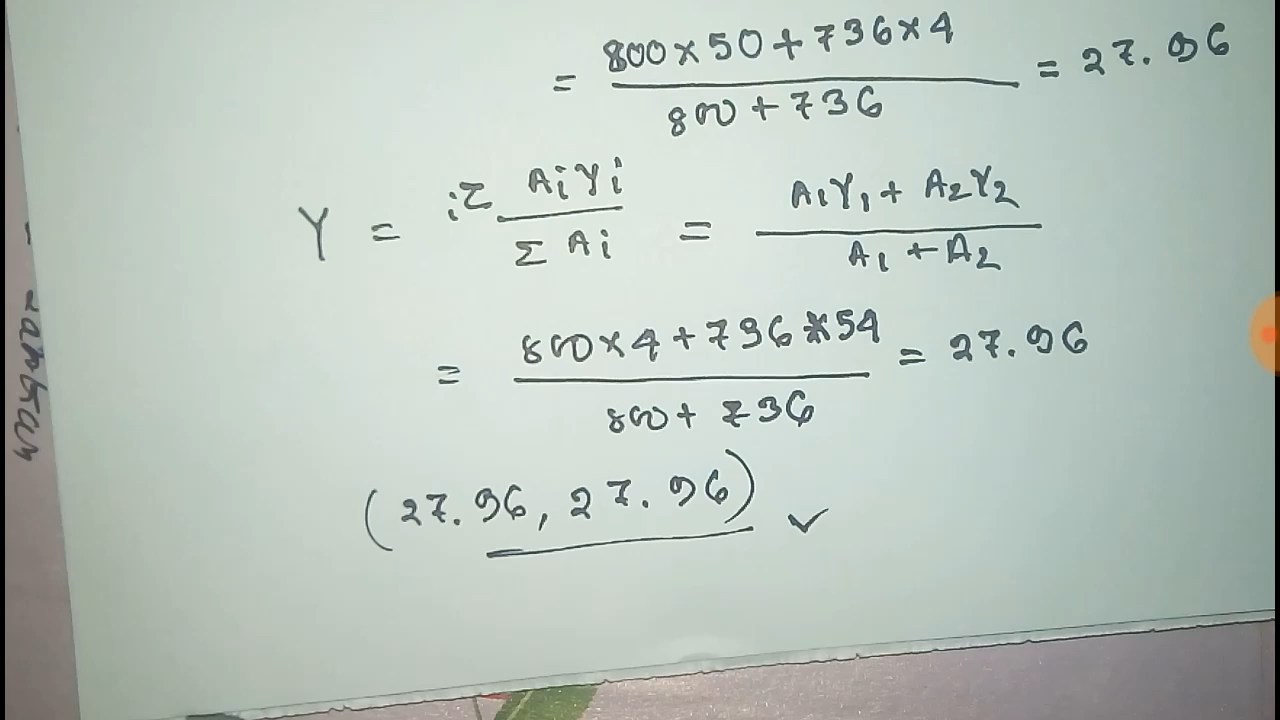 = (800×50+736×4)/(800+736) = 27.96
Y = i Σ AiYi / Σ Ai = (A1Y1 + A2Y2)/(A1 + A2)
= (800×4+736×54)/(800+736) = 27.96
(27.96, 27.96) ✓